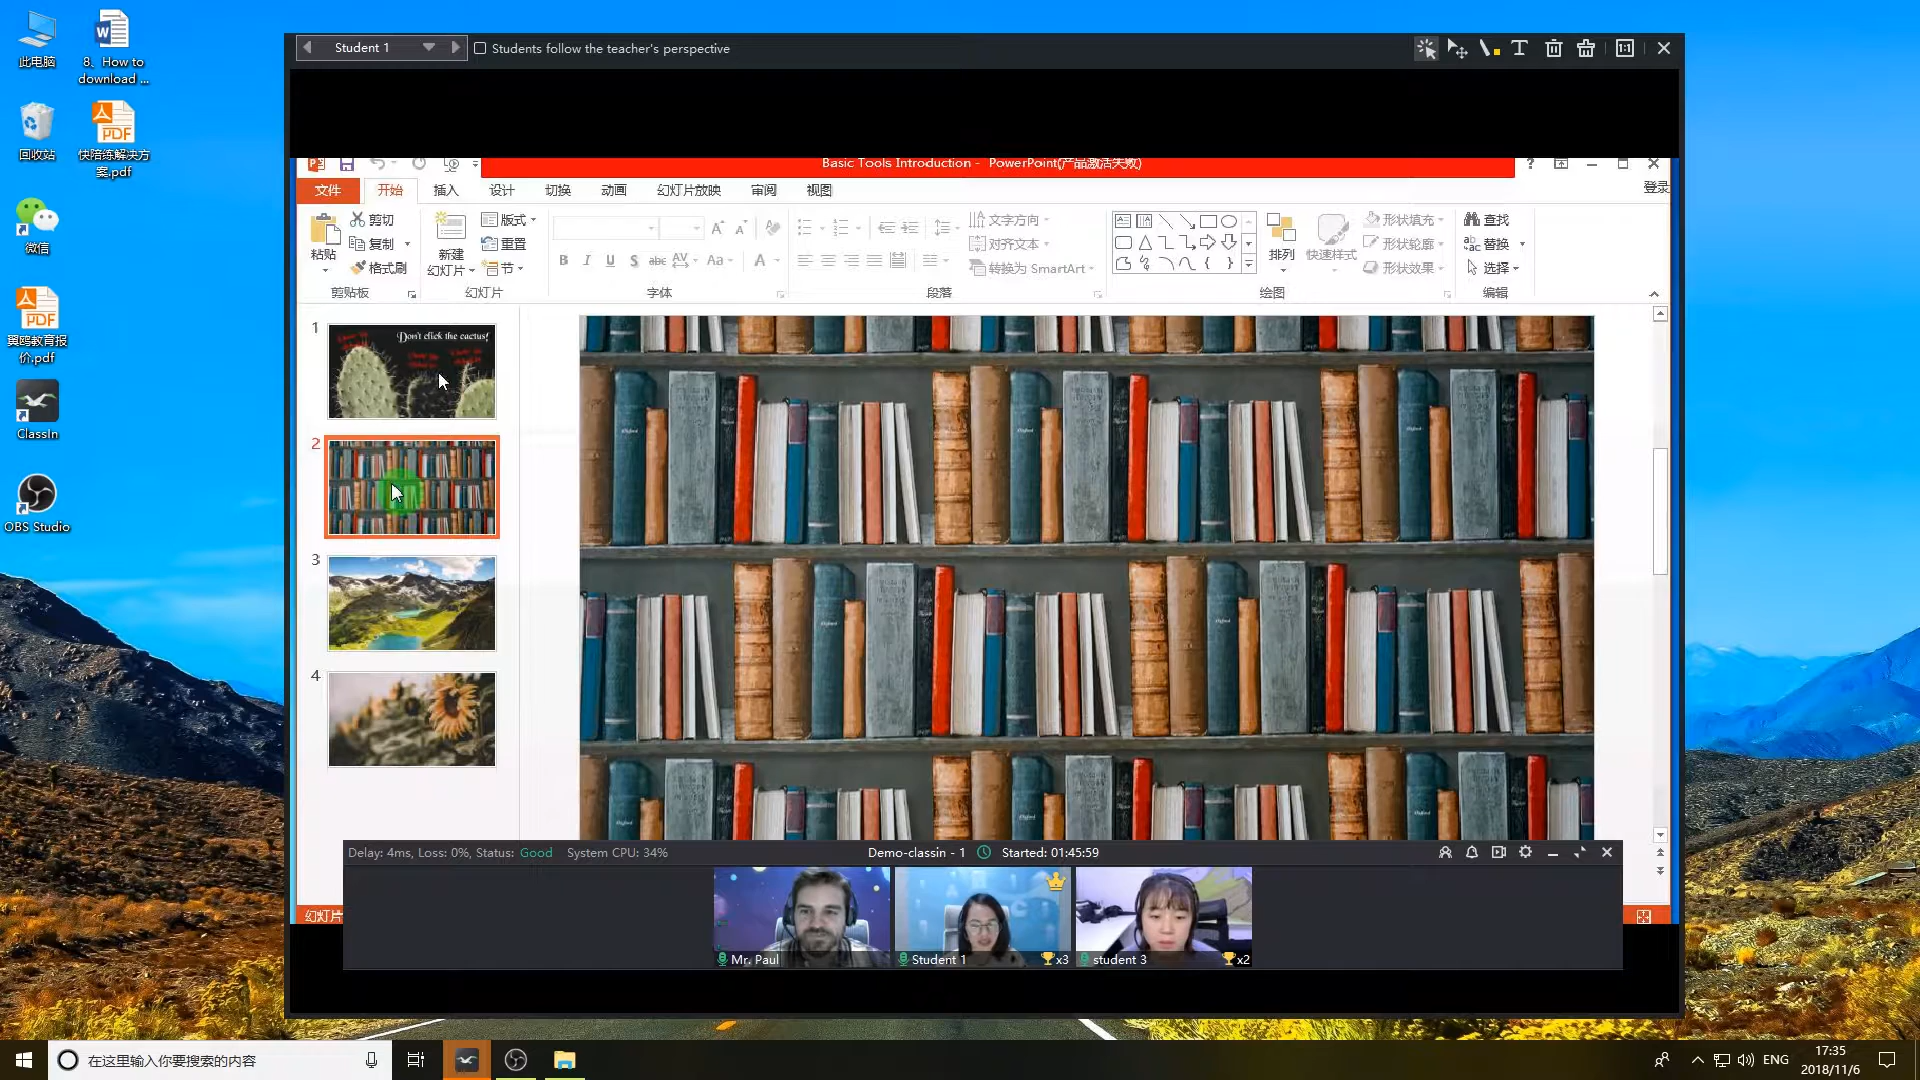 此电脑
8、How to
download ...
回收站
快陪练解决方
案.pdf
微信
翼鸥教育报
价.pdf
ClassIn
OBS Studio
Student 1
Students follow the teacher's perspective
1:1
Basic Tools Introduction - PowerPoint(产品激活失败)
文件 开始 插入 设计 切换 动画 幻灯片放映 审阅 视图 登录
粘贴
剪切
复制
格式刷
剪贴板
新建
幻灯片
版式
重置
节
幻灯片
字体
文字方向
对齐文本
转换为 SmartArt
段落
排列
快速样式
形状填充
形状轮廓
形状效果
绘图
查找
替换
选择
编辑
1
Don't click the cactus!
2
3
4
Oxford
幻灯片
Delay: 4ms, Loss: 0%, Status: Good System CPU: 34%
Demo-classin - 1 Started: 01:45:59
Mr. Paul
Student 1 x3
student 3 x2
在这里输入你要搜索的内容
ENG
17:35
2018/11/6